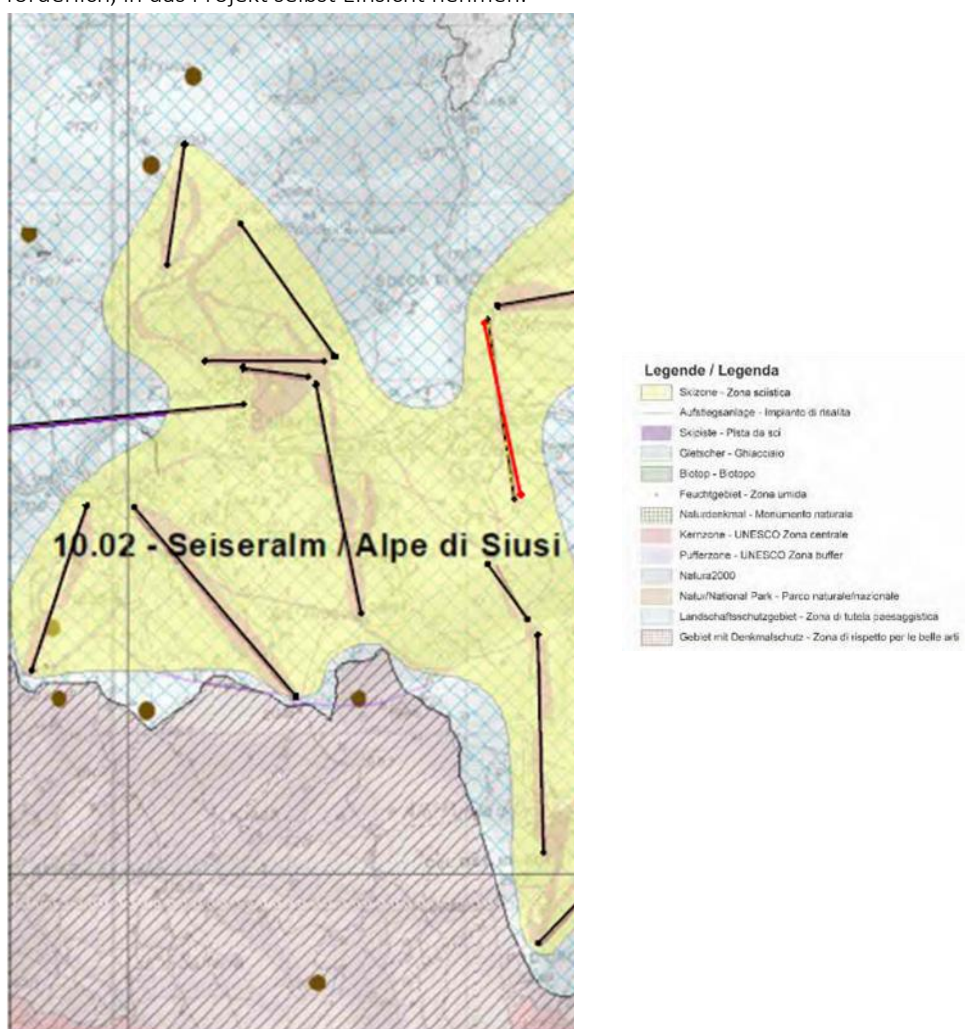 forderlich, in das Projekt selbst Einsicht nehmen.
10.02 - Seiseralm / Alpe di Siusi
Legende / Legenda
Skizone - Zona sciistica
Aufstiegsanlage - Impianto di risalita
Skipiste - Pista da sci
Gletscher - Ghiacciaio
Biotop - Biotopo
Feuchtgebiet - Zona umida
Naturdenkmal - Monumento naturale
Kernzone - UNESCO Zona centrale
Pufferzone - UNESCO Zona buffer
Natura2000
Natur/National Park - Parco naturale/nazionale
Landschaftsschutzgebiet - Zona di tutela paesaggistica
Gebiet mit Denkmalschutz - Zona di rispetto per le belle arti